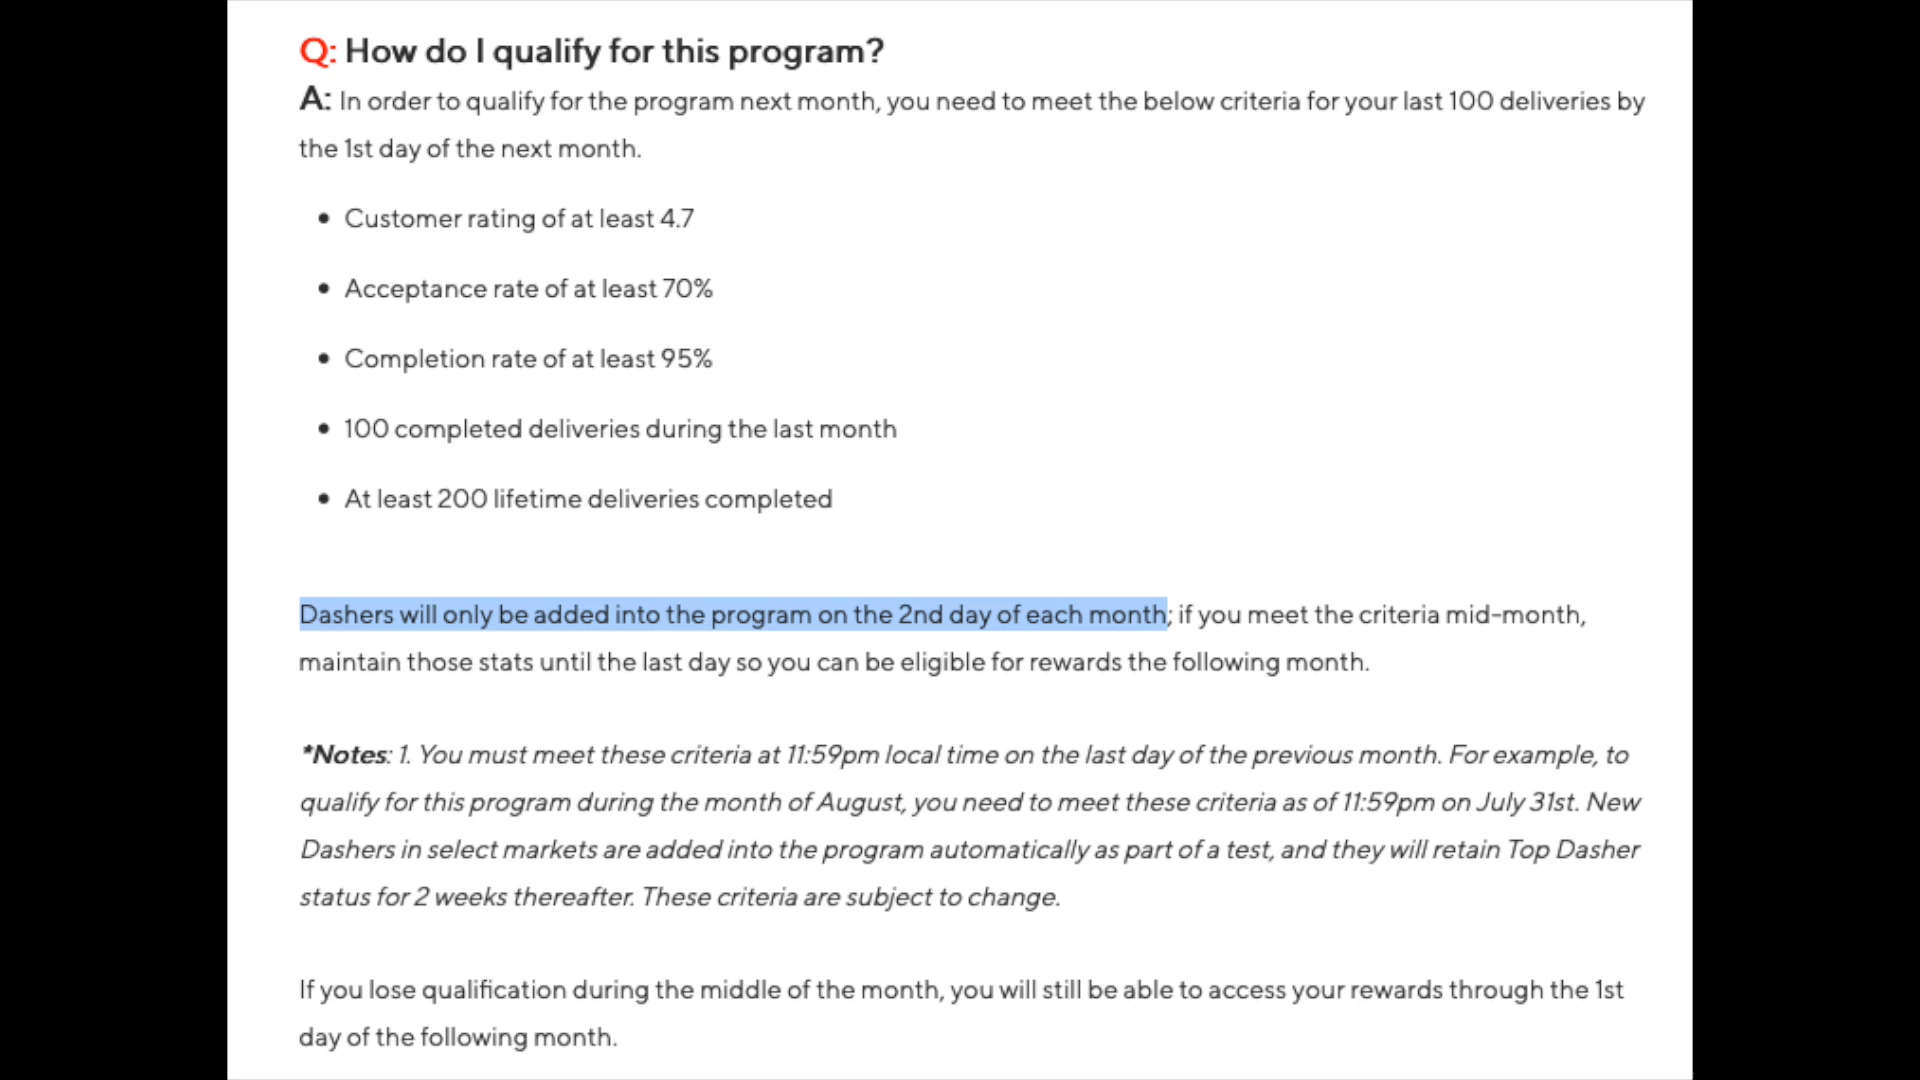 Q: How do I qualify for this program?
A: In order to qualify for the program next month, you need to meet the below criteria for your last 100 deliveries by
the 1st day of the next month.
• Customer rating of at least 4.7
• Acceptance rate of at least 70%
• Completion rate of at least 95%
• 100 completed deliveries during the last month
• At least 200 lifetime deliveries completed
Dashers will only be added into the program on the 2nd day of each month; if you meet the criteria mid-month,
maintain those stats until the last day so you can be eligible for rewards the following month.
*Notes: 1. You must meet these criteria at 11:59pm local time on the last day of the previous month. For example, to
qualify for this program during the month of August, you need to meet these criteria as of 11:59pm on July 31st. New
Dashers in select markets are added into the program automatically as part of a test, and they will retain Top Dasher
status for 2 weeks thereafter. These criteria are subject to change.
If you lose qualification during the middle of the month, you will still be able to access your rewards through the 1st
day of the following month.